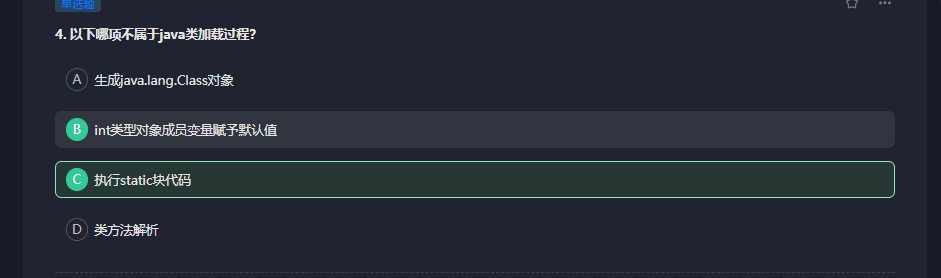 单选题
4. 以下哪项不属于java类加载过程？
A 生成java.lang.Class对象
B int类型对象成员变量赋予默认值
C 执行static块代码
D 类方法解析